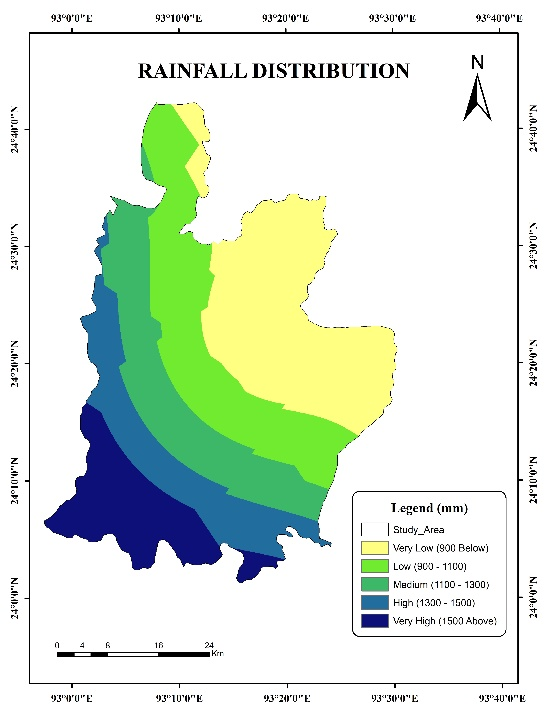 93°0'0"E 93°10'0"E 93°20'0"E 93°30'0"E 93°40'0"E
RAINFALL DISTRIBUTION
N
24°40'0"N 24°40'0"N
24°30'0"N 24°30'0"N
24°20'0"N 24°20'0"N
24°10'0"N 24°10'0"N
Legend (mm)
Study_Area
Very Low (900 Below)
Low (900 - 1100)
Medium (1100 - 1300)
High (1300 - 1500)
Very High (1500 Above)
24°0'0"N 24°0'0"N
0 4 8 16 24
Km
93°0'0"E 93°10'0"E 93°20'0"E 93°30'0"E 93°40'0"E